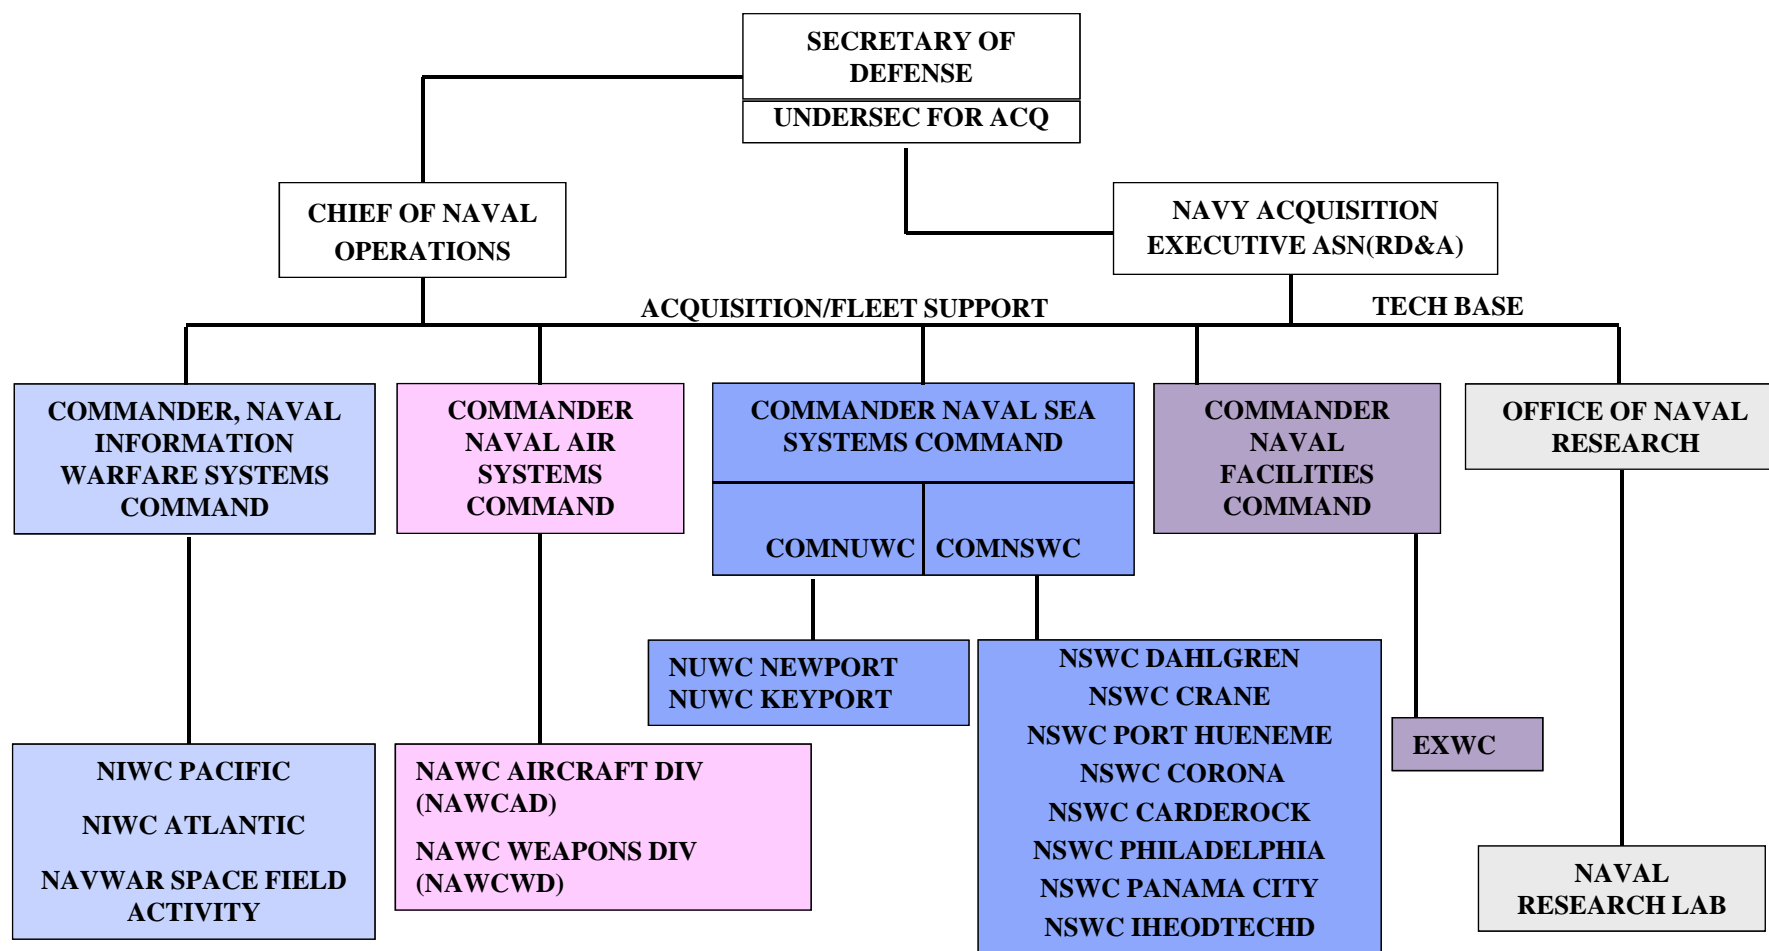 SECRETARY OF
DEFENSE
UNDERSEC FOR ACQ
CHIEF OF NAVAL
OPERATIONS
NAVY ACQUISITION
EXECUTIVE ASN(RD&A)
ACQUISITION/FLEET SUPPORT
TECH BASE
COMMANDER, NAVAL
INFORMATION
WARFARE SYSTEMS
COMMAND
COMMANDER
NAVAL AIR
SYSTEMS
COMMAND
COMMANDER NAVAL SEA
SYSTEMS COMMAND
COMNUWC
COMNSWC
COMMANDER
NAVAL
FACILITIES
COMMAND
OFFICE OF NAVAL
RESEARCH
NUWC NEWPORT
NUWC KEYPORT
NSWC DAHLGREN
NSWC CRANE
NSWC PORT HUENEME
NSWC CORONA
NSWC CARDEROCK
NSWC PHILADELPHIA
NSWC PANAMA CITY
NSWC IHEODTECHD
EXWC
NIWC PACIFIC
NIWC ATLANTIC
NAVWAR SPACE FIELD
ACTIVITY
NAWC AIRCRAFT DIV
(NAWCAD)
NAWC WEAPONS DIV
(NAWCWD)
NAVAL
RESEARCH LAB